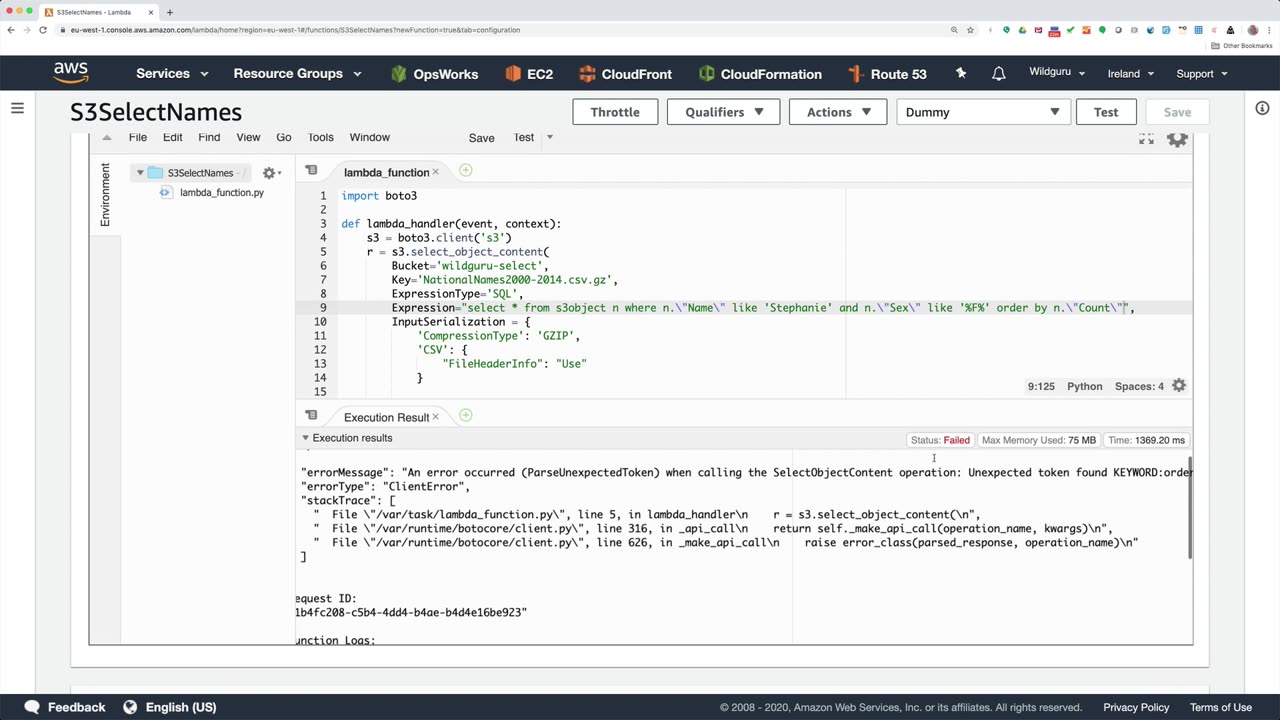 S3SelectNames - Lambda
eu-west-1.console.aws.amazon.com/lambda/home?region=eu-west-1#/functions/S3SelectNames?newFunction=true&tab=configuration
Other Bookmarks
aws Services Resource Groups OpsWorks EC2 CloudFront CloudFormation Route 53 Wildguru Ireland Support
S3SelectNames Throttle Qualifiers Actions Dummy Test Save
File Edit Find View Go Tools Window Save Test
Environment
S3SelectNames /
lambda_function.py
lambda_function
1 import boto3
2
3 def lambda_handler(event, context):
4 s3 = boto3.client('s3')
5 r = s3.select_object_content(
6 Bucket='wildguru-select',
7 Key='NationalNames2000-2014.csv.gz',
8 ExpressionType='SQL',
9 Expression="select * from s3object n where n.\"Name\" like 'Stephanie' and n.\"Sex\" like '%F%' order by n.\"Count\"",
10 InputSerialization = {
11 'CompressionType': 'GZIP',
12 'CSV': {
13 "FileHeaderInfo": "Use"
14 }
15
9:125 Python Spaces: 4
Execution Result
Execution results Status: Failed Max Memory Used: 75 MB Time: 1369.20 ms
"errorMessage": "An error occurred (ParseUnexpectedToken) when calling the SelectObjectContent operation: Unexpected token found KEYWORD:order
"errorType": "ClientError",
"stackTrace": [
" File \"/var/task/lambda_function.py\", line 5, in lambda_handler\n r = s3.select_object_content(\n",
" File \"/var/runtime/botocore/client.py\", line 316, in _api_call\n return self._make_api_call(operation_name, kwargs)\n",
" File \"/var/runtime/botocore/client.py\", line 626, in _make_api_call\n raise error_class(parsed_response, operation_name)\n"
]
equest ID:
1b4fc208-c5b4-4dd4-b4ae-b4d4e16be923"
unction Logs:
Feedback English (US) © 2008 - 2020, Amazon Web Services, Inc. or its affiliates. All rights reserved. Privacy Policy Terms of Use